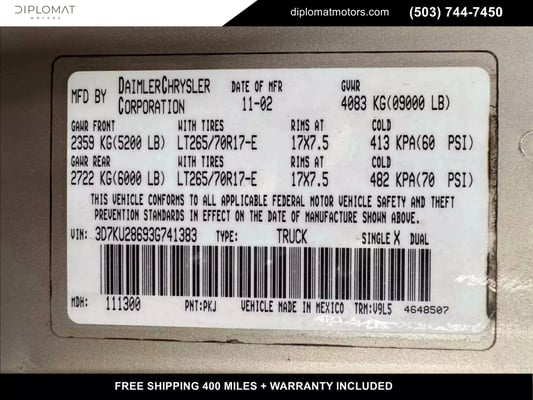 DIPLOMAT
MOTORS
diplomatmotors.com
(503) 744-7450
MFD BY DAIMLERCHRYSLER CORPORATION DATE OF MFR 11-02 GVWR 4083 KG(09000 LB)
GAWR FRONT WITH TIRES RIMS AT COLD
2359 KG(5200 LB) LT265/70R17-E 17X7.5 413 KPA(60 PSI)
GAWR REAR WITH TIRES RIMS AT COLD
2722 KG(6000 LB) LT265/70R17-E 17X7.5 482 KPA(70 PSI)
THIS VEHICLE CONFORMS TO ALL APPLICABLE FEDERAL MOTOR VEHICLE SAFETY AND THEFT
PREVENTION STANDARDS IN EFFECT ON THE DATE OF MANUFACTURE SHOWN ABOVE.
VIN: 3D7KU28693G741383 TYPE: TRUCK SINGLE X DUAL
MDH: 111300 PNT:PKJ VEHICLE MADE IN MEXICO TRM:V9L5 4648507
FREE SHIPPING 400 MILES + WARRANTY INCLUDED